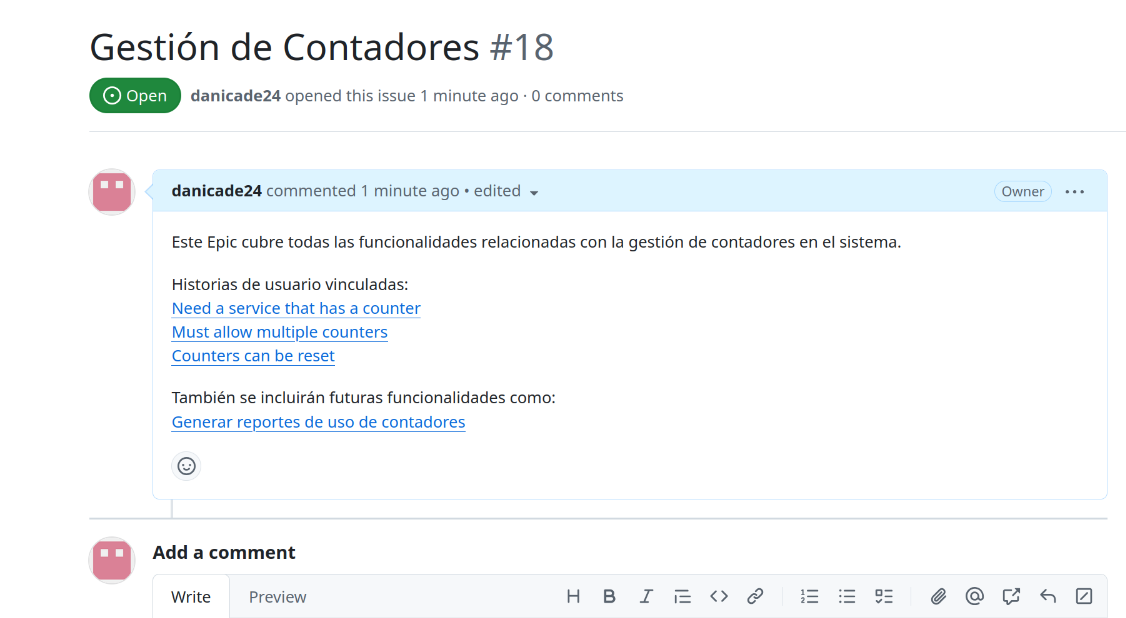 Gestión de Contadores #18
Open danicade24 opened this issue 1 minute ago · 0 comments
danicade24 commented 1 minute ago • edited Owner
Este Epic cubre todas las funcionalidades relacionadas con la gestión de contadores en el sistema.
Historias de usuario vinculadas:
Need a service that has a counter
Must allow multiple counters
Counters can be reset
También se incluirán futuras funcionalidades como:
Generar reportes de uso de contadores
Add a comment
Write Preview